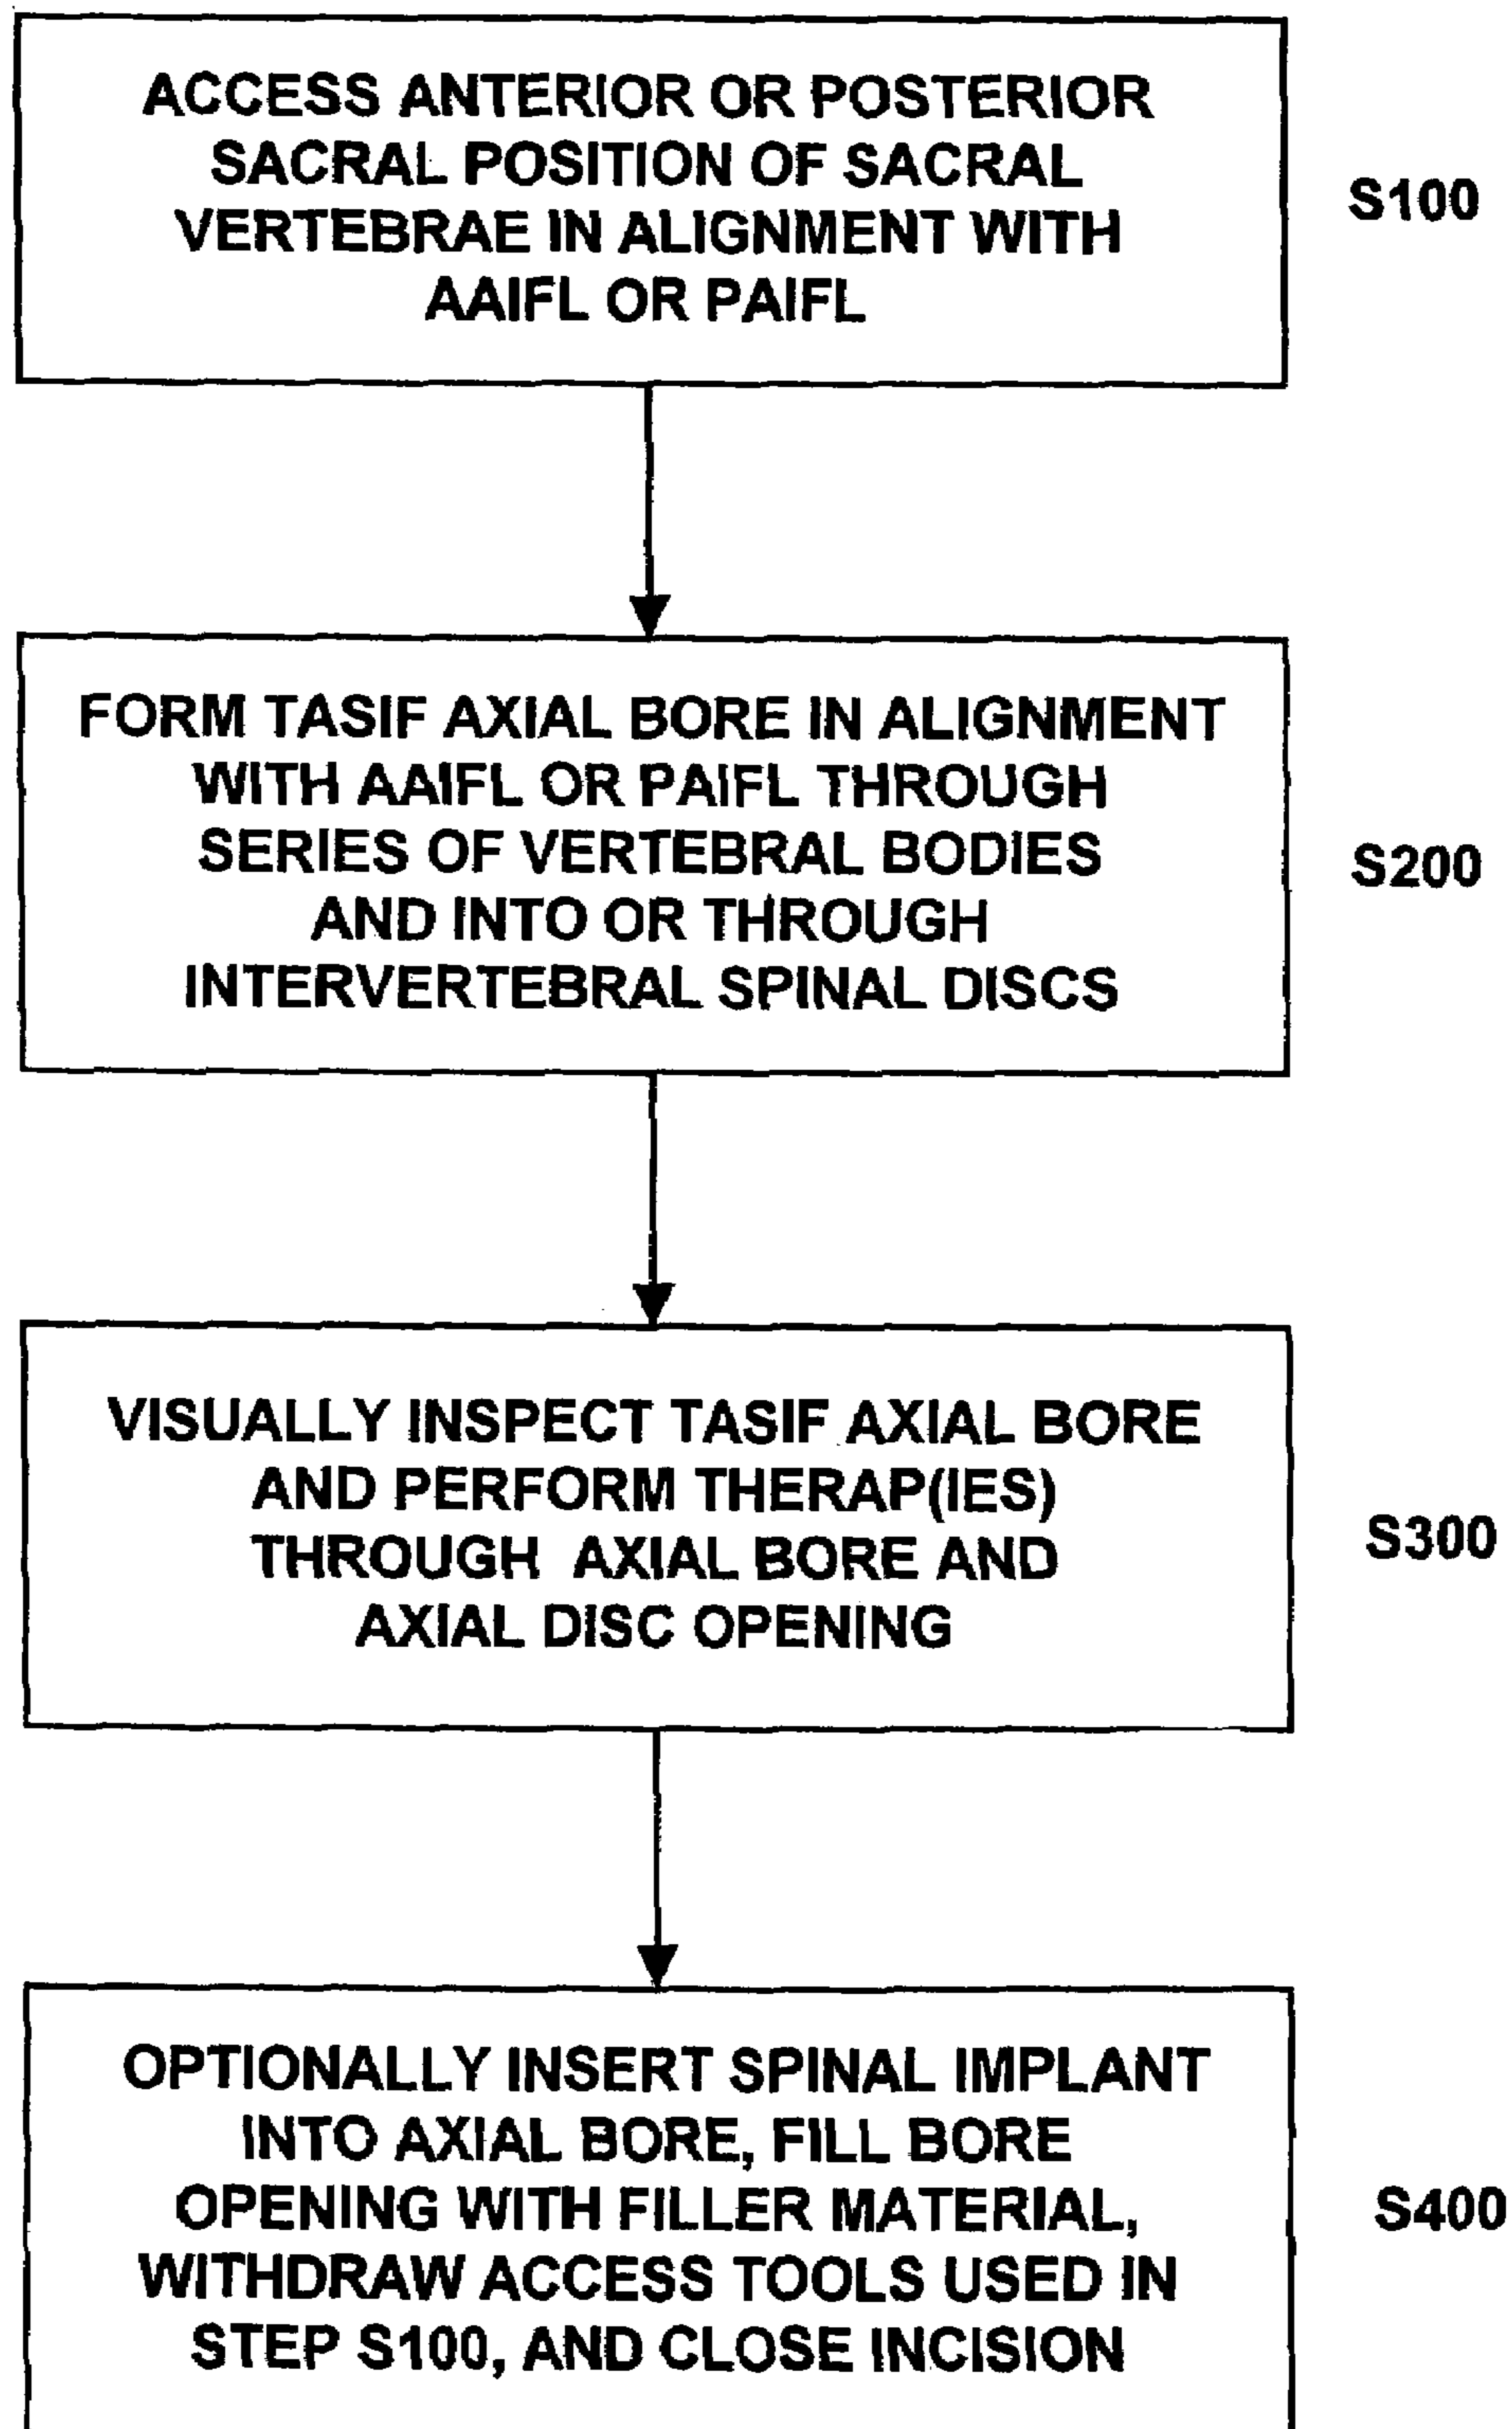 ACCESS ANTERIOR OR POSTERIOR
SACRAL POSITION OF SACRAL
VERTEBRAE IN ALIGNMENT WITH
AAIFL OR PAIFL
S100
FORM TASIF AXIAL BORE IN ALIGNMENT
WITH AAIFL OR PAIFL THROUGH
SERIES OF VERTEBRAL BODIES
AND INTO OR THROUGH
INTERVERTEBRAL SPINAL DISCS
S200
VISUALLY INSPECT TASIF AXIAL BORE
AND PERFORM THERAP(IES)
THROUGH AXIAL BORE AND
AXIAL DISC OPENING
S300
OPTIONALLY INSERT SPINAL IMPLANT
INTO AXIAL BORE, FILL BORE
OPENING WITH FILLER MATERIAL,
WITHDRAW ACCESS TOOLS USED IN
STEP S100, AND CLOSE INCISION
S400